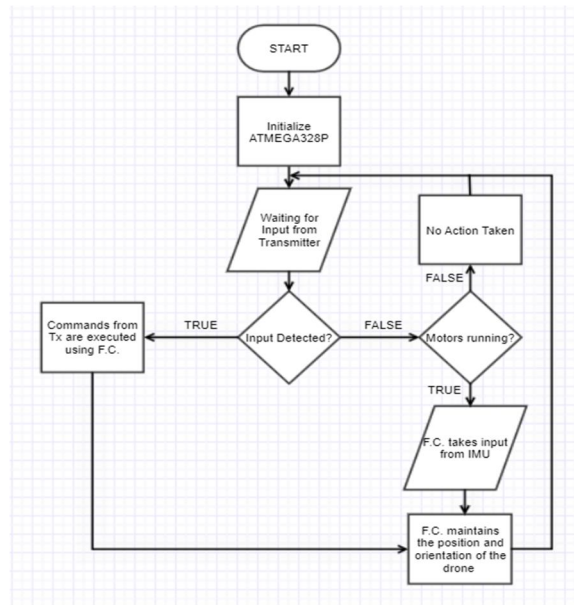 START
Initialize
ATMEGA328P
Waiting for
Input from
Transmitter
No Action Taken
FALSE
Commands from
Tx are executed
using F.C.
TRUE
Input Detected?
FALSE
Motors running?
TRUE
F.C. takes input
from IMU
F.C. maintains
the position and
orientation of the
drone